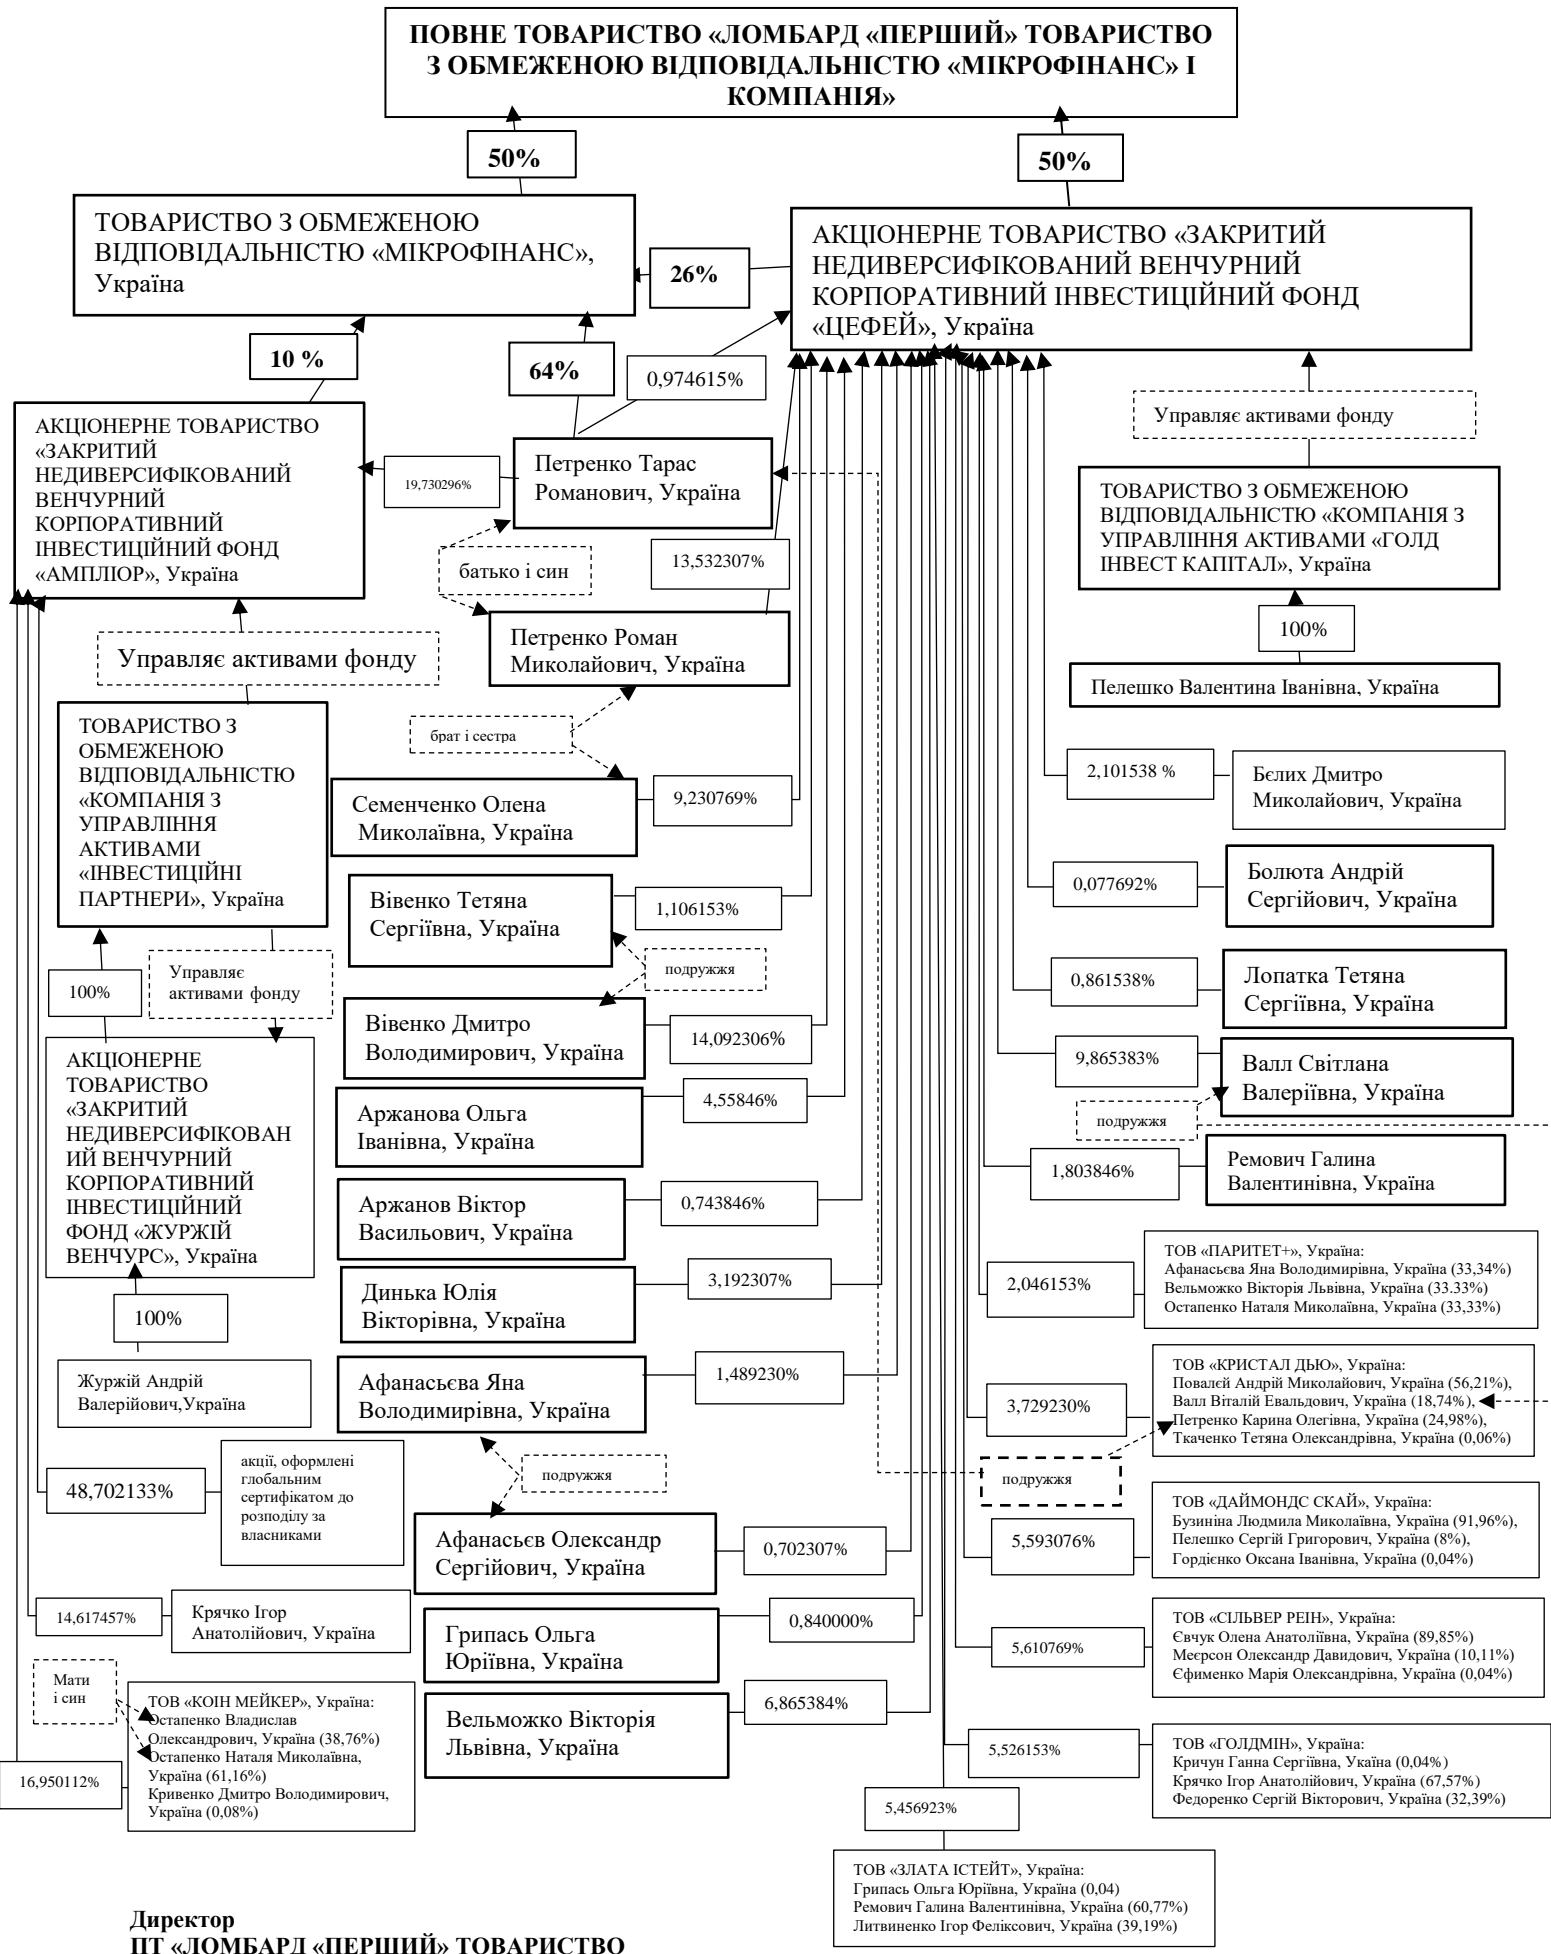 ПОВНЕ ТОВАРИСТВО «ЛОМБАРД «ПЕРШИЙ» ТОВАРИСТВО
З ОБМЕЖЕНОЮ ВІДПОВІДАЛЬНІСТЮ «МІКРОФІНАНС» І
КОМПАНІЯ»
50%
50%
ТОВАРИСТВО З ОБМЕЖЕНОЮ
ВІДПОВІДАЛЬНІСТЮ «МІКРОФІНАНС»,
Україна
26%
АКЦІОНЕРНЕ ТОВАРИСТВО «ЗАКРИТИЙ
НЕДИВЕРСИФІКОВАНИЙ ВЕНЧУРНИЙ
КОРПОРАТИВНИЙ ІНВЕСТИЦІЙНИЙ ФОНД
«ЦЕФЕЙ», Україна
10 %
64%
0,974615%
Управляє активами фонду
АКЦІОНЕРНЕ ТОВАРИСТВО
«ЗАКРИТИЙ
НЕДИВЕРСИФІКОВАНИЙ
ВЕНЧУРНИЙ
КОРПОРАТИВНИЙ
ІНВЕСТИЦІЙНИЙ ФОНД
«АМПЛІОР», Україна
19,730296%
Петренко Тарас
Романович, Україна
ТОВАРИСТВО З ОБМЕЖЕНОЮ
ВІДПОВІДАЛЬНІСТЮ «КОМПАНІЯ З
УПРАВЛІННЯ АКТИВАМИ «ГОЛД
ІНВЕСТ КАПІТАЛ», Україна
батько і син
13,532307%
100%
Управляє активами фонду
Петренко Роман
Миколайович, Україна
Пелешко Валентина Іванівна, Україна
ТОВАРИСТВО З
ОБМЕЖЕНОЮ
ВІДПОВІДАЛЬНІСТЮ
«КОМПАНІЯ З
УПРАВЛІННЯ
АКТИВАМИ
«ІНВЕСТИЦІЙНІ
ПАРТНЕРИ», Україна
брат і сестра
Семенченко Олена
Миколаївна, Україна
9,230769%
2,101538 %
Бєлих Дмитро
Миколайович, Україна
Вівенко Тетяна
Сергіївна, Україна
1,106153%
0,077692%
Болюта Андрій
Сергійович, Україна
100%
Управляє
активами фонду
подружжя
0,861538%
Лопатка Тетяна
Сергіївна, Україна
Вівенко Дмитро
Володимирович, Україна
14,092306%
9,865383%
Валл Світлана
Валеріївна, Україна
АКЦІОНЕРНЕ
ТОВАРИСТВО
«ЗАКРИТИЙ
НЕДИВЕРСИФІКОВАН
ИЙ ВЕНЧУРНИЙ
КОРПОРАТИВНИЙ
ІНВЕСТИЦІЙНИЙ
ФОНД «ЖУРЖІЙ
ВЕНЧУРС», Україна
Аржанова Ольга
Іванівна, Україна
4,55846%
подружжя
1,803846%
Ремович Галина
Валентинівна, Україна
Аржанов Віктор
Васильович, Україна
0,743846%
Динька Юлія
Вікторівна, Україна
3,192307%
2,046153%
ТОВ «ПАРИТЕТ+», Україна:
Афанасьєва Яна Володимирівна, Україна (33,34%)
Вельможко Вікторія Львівна, Україна (33.33%)
Остапенко Наталя Миколаївна, Україна (33,33%)
100%
Журжій Андрій
Валерійович,Україна
Афанасьєва Яна
Володимирівна, Україна
1,489230%
3,729230%
ТОВ «КРИСТАЛ ДЬЮ», Україна:
Повалєй Андрій Миколайович, Україна (56,21%),
Валл Віталій Евальдович, Україна (18,74%),
Петренко Карина Олегівна, Україна (24,98%),
Ткаченко Тетяна Олександрівна, Україна (0,06%)
48,702133%
акції, оформлені
глобальним
сертифікатом до
розподілу за
власниками
подружжя
подружжя
Афанасьєв Олександр
Сергійович, Україна
0,702307%
5,593076%
ТОВ «ДАЙМОНДС СКАЙ», Україна:
Бузиніна Людмила Миколаївна, Україна (91,96%),
Пелешко Сергій Григорович, Україна (8%),
Гордієнко Оксана Іванівна, Україна (0,04%)
14,617457%
Крячко Ігор
Анатолійович, Україна
Грипась Ольга
Юріївна, Україна
0,840000%
5,610769%
ТОВ «СІЛЬВЕР РЕІН», Україна:
Євчук Олена Анатоліївна, Україна (89,85%)
Меєрсон Олександр Давидович, Україна (10,11%)
Єфименко Марія Олександрівна, Україна (0,04%)
Мати
і син
ТОВ «КОІН МЕЙКЕР», Україна:
Остапенко Владислав
Олександрович, Україна (38,76%)
Остапенко Наталя Миколаївна,
Україна (61,16%)
Кривенко Дмитро Володимирович,
Україна (0,08%)
16,950112%
Вельможко Вікторія
Львівна, Україна
6,865384%
5,526153%
ТОВ «ГОЛДМІН», Україна:
Кричун Ганна Сергіївна, Укаїна (0,04%)
Крячко Ігор Анатолійович, Україна (67,57%)
Федоренко Сергій Вікторович, Україна (32,39%)
5,456923%
ТОВ «ЗЛАТА ІСТЕЙТ», Україна:
Грипась Ольга Юріївна, Україна (0,04)
Ремович Галина Валентинівна, Україна (60,77%)
Литвиненко Ігор Феліксович, Україна (39,19%)
Директор
ПТ «ЛОМБАРД «ПЕРШИЙ» ТОВАРИСТВО